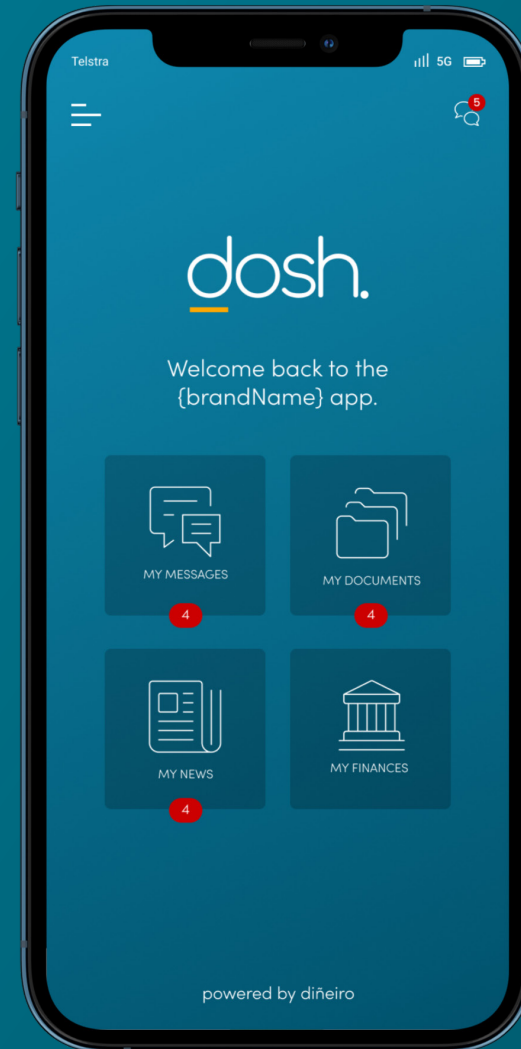 Telstra
5G
5
dosh.
Welcome back to the
{brandName} app.
MY MESSAGES
MY DOCUMENTS
4
4
MY NEWS
MY FINANCES
4
powered by diñeiro